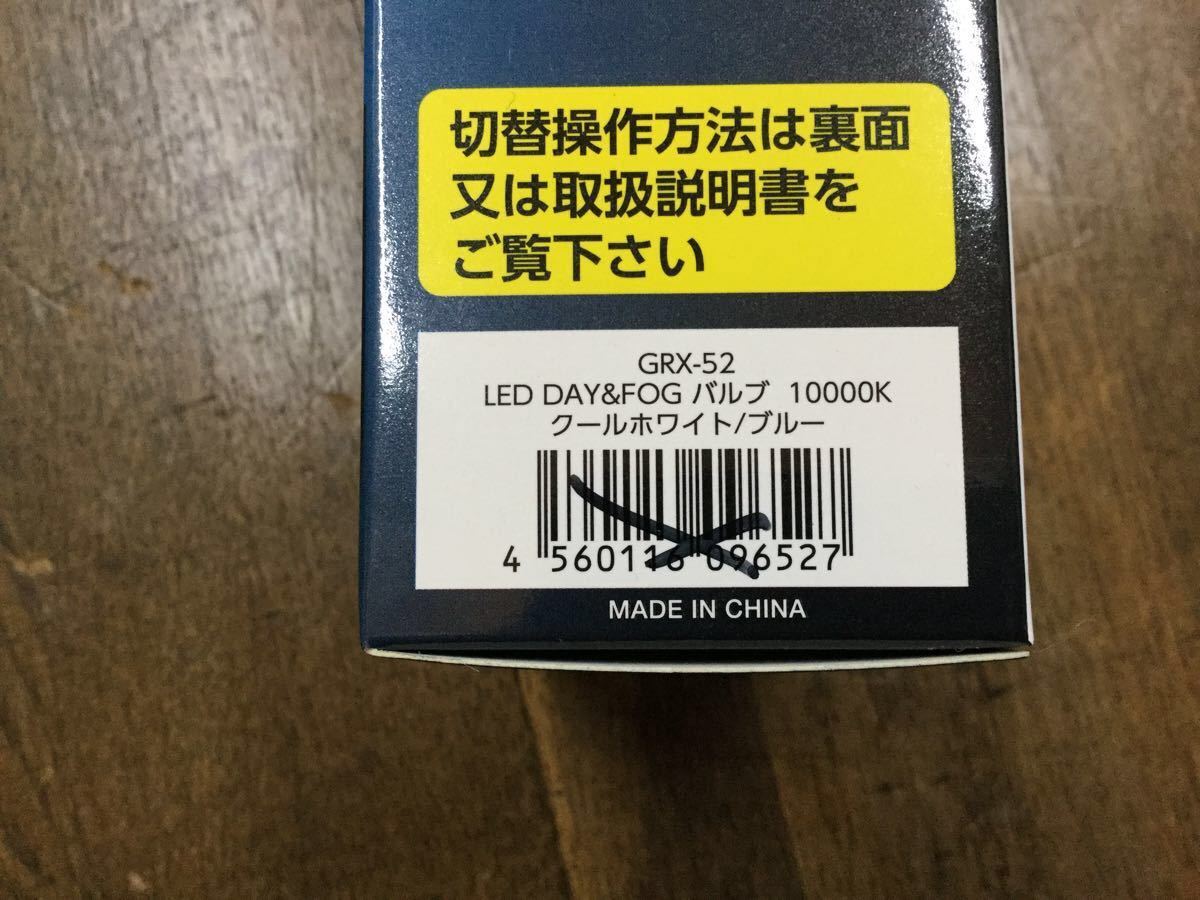 切替操作方法は裏面
又は取扱説明書を
ご覧下さい
GRX-52
LED DAY&FOG バルブ 10000K
クールホワイト/ブルー
4 560116 096527
MADE IN CHINA